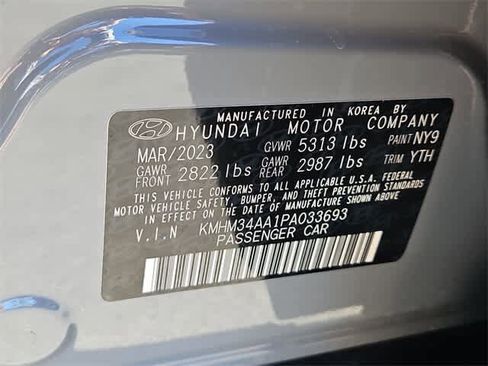 MANUFACTURED IN KOREA BY
HYUNDAI MOTOR COMPANY
MAR/2023 GVWR 5313 lbs PAINT NY9
GAWR FRONT 2822 lbs GAWR REAR 2987 lbs TRIM YTH
THIS VEHICLE CONFORMS TO ALL APPLICABLE U.S.A. FEDERAL
MOTOR VEHICLE SAFETY, BUMPER, AND THEFT PREVENTION STANDARDS
IN EFFECT ON THE DATE OF MANUFACTURE SHOWN ABOVE
V.I.N KMHM34AA1PA033693
PASSENGER CAR